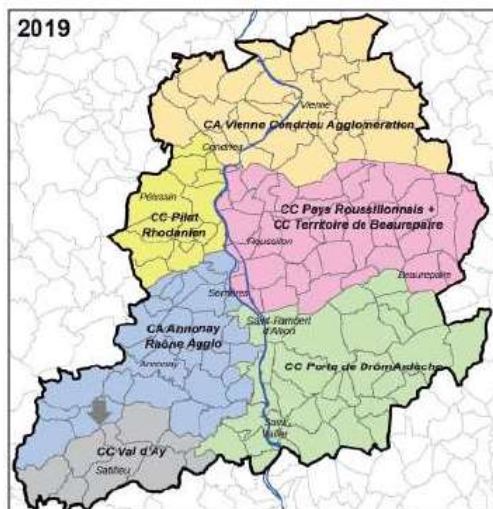 2019
Vienne
CA Vienne Condrieu Agglomération
Condrieu
Pélussin
CC Pilat
Rhodanien
CC Pays Roussillonnais +
CC Territoire de Beaurepaire
Roussillon
Beaurepaire
Serrières
Saint-Rambert
d'Albon
CA Annonay
Rhône Agglo
Annonay
CC Porte de DrômArdèche
Saint-
Vallier
CC Val d'Ay
Satillieu